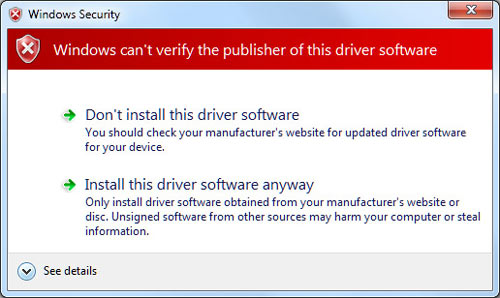 Windows Security
Windows can't verify the publisher of this driver software
Don't install this driver software
You should check your manufacturer's website for updated driver software
for your device.
Install this driver software anyway
Only install driver software obtained from your manufacturer's website or
disc. Unsigned software from other sources may harm your computer or steal
information.
See details